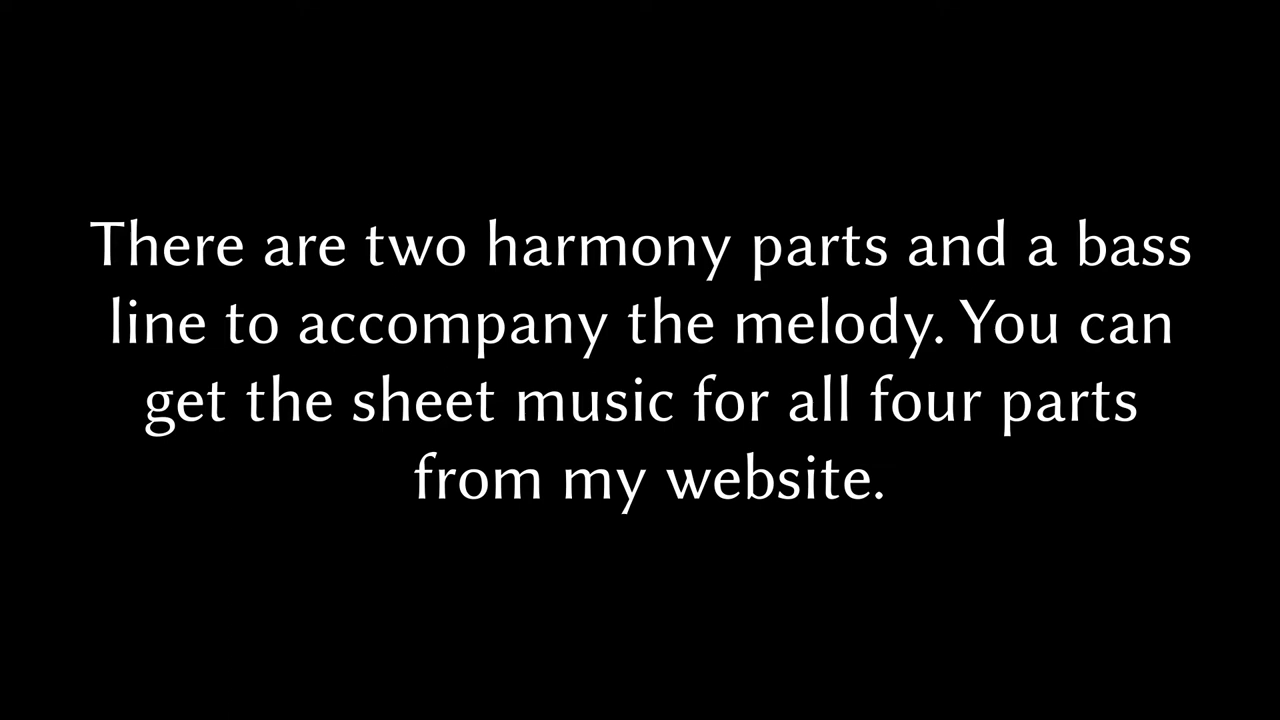 There are two harmony parts and a bass
line to accompany the melody. You can
get the sheet music for all four parts
from my website.